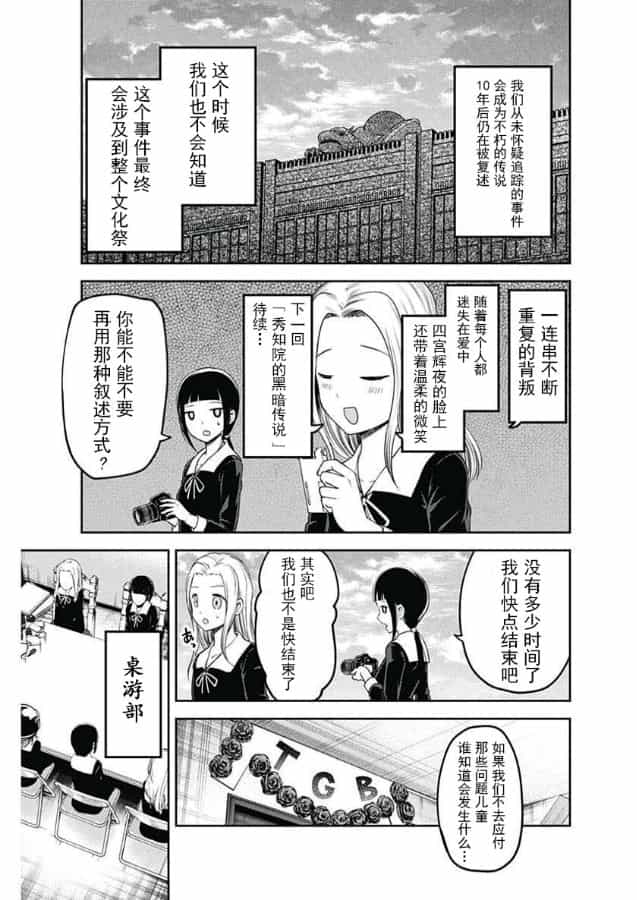 我们从未怀疑追踪的事件
会成为不朽的传说
10年后仍在被复述
这个时候
我们也不会知道
这个事件最终
会涉及到整个文化祭
一连串不断
重复的背叛
随着每个人都
迷失在爱中
四宫辉夜的脸上
还带着温柔的微笑
下一回
「秀知院的黑暗传说」
待续…
你能不能不要
再用那种叙述方式？
没有多少时间了
我们快点结束吧
其实吧
我们也不是快结束了
あっ
桌游部
TGB
如果我们不去应付
那些问题儿童
谁知道会发生什么…